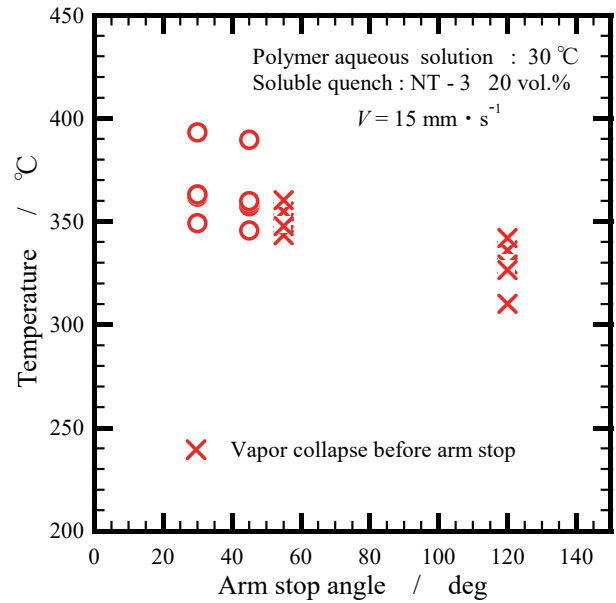 450
400
350
300
250
200
Temperature / ℃
Polymer aqueous solution : 30 ℃
Soluble quench : NT - 3 20 vol.%
V = 15 mm・s⁻¹
Vapor collapse before arm stop
0 20 40 60 80 100 120 140
Arm stop angle / deg